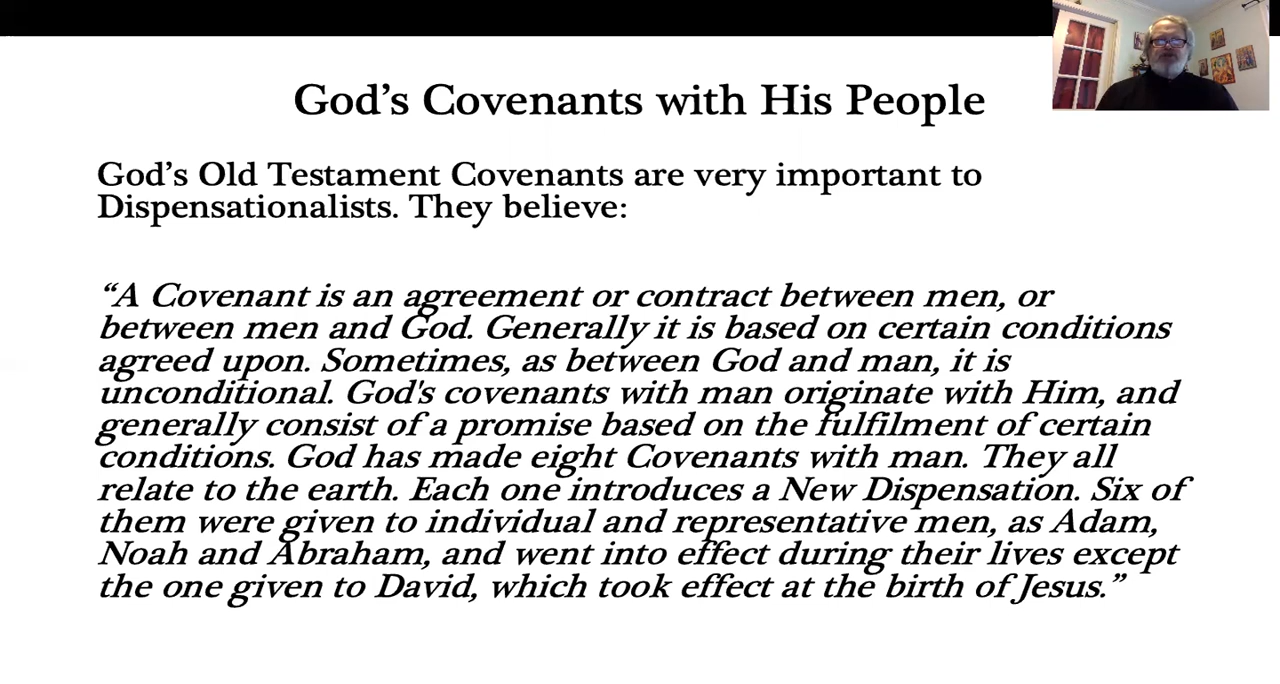 God’s Covenants with His People
God’s Old Testament Covenants are very important to
Dispensationalists. They believe:
“A Covenant is an agreement or contract between men, or
between men and God. Generally it is based on certain conditions
agreed upon. Sometimes, as between God and man, it is
unconditional. God's covenants with man originate with Him, and
generally consist of a promise based on the fulfilment of certain
conditions. God has made eight Covenants with man. They all
relate to the earth. Each one introduces a New Dispensation. Six of
them were given to individual and representative men, as Adam,
Noah and Abraham, and went into effect during their lives except
the one given to David, which took effect at the birth of Jesus.”